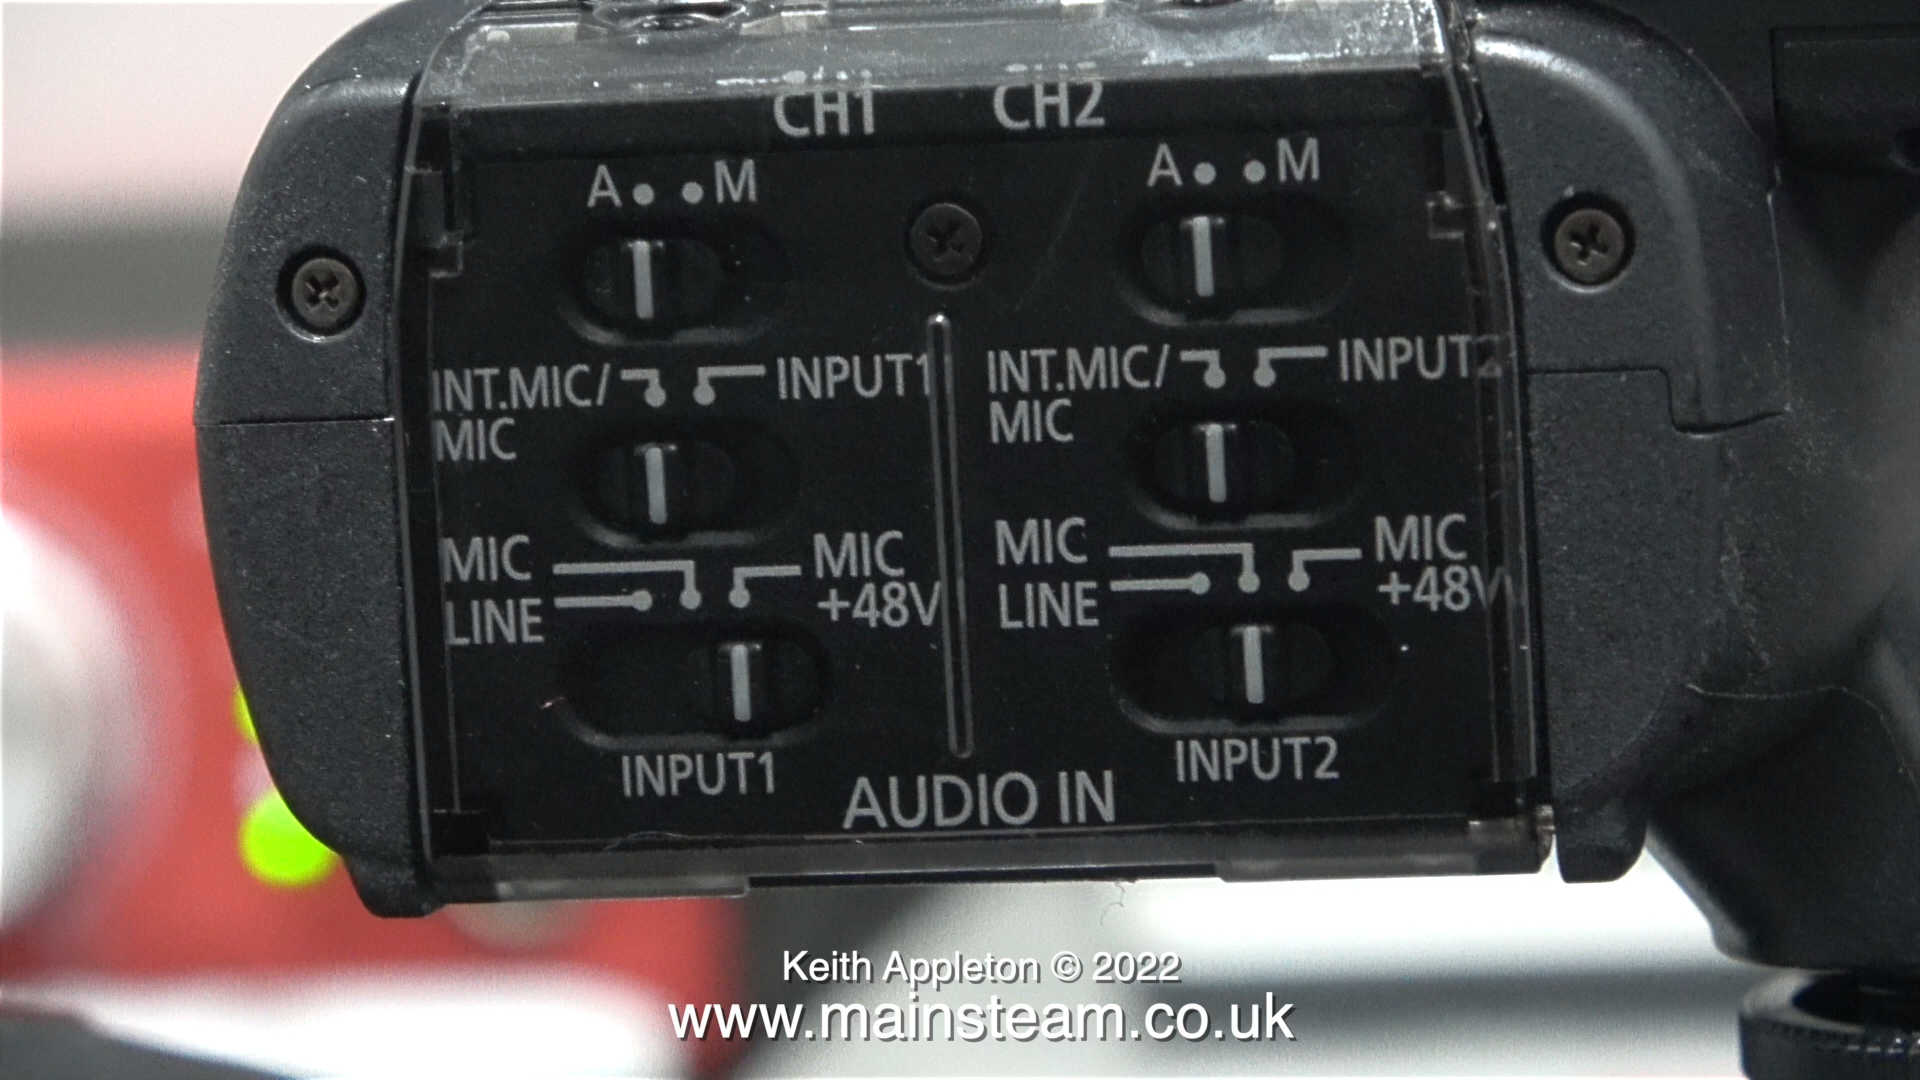 CH1 CH2
A M A M
INT.MIC/ INPUT1 INT.MIC/ INPUT2
MIC MIC
MIC MIC MIC MIC
LINE +48V LINE +48V
INPUT1 INPUT2
AUDIO IN
Keith Appleton © 2022
www.mainsteam.co.uk